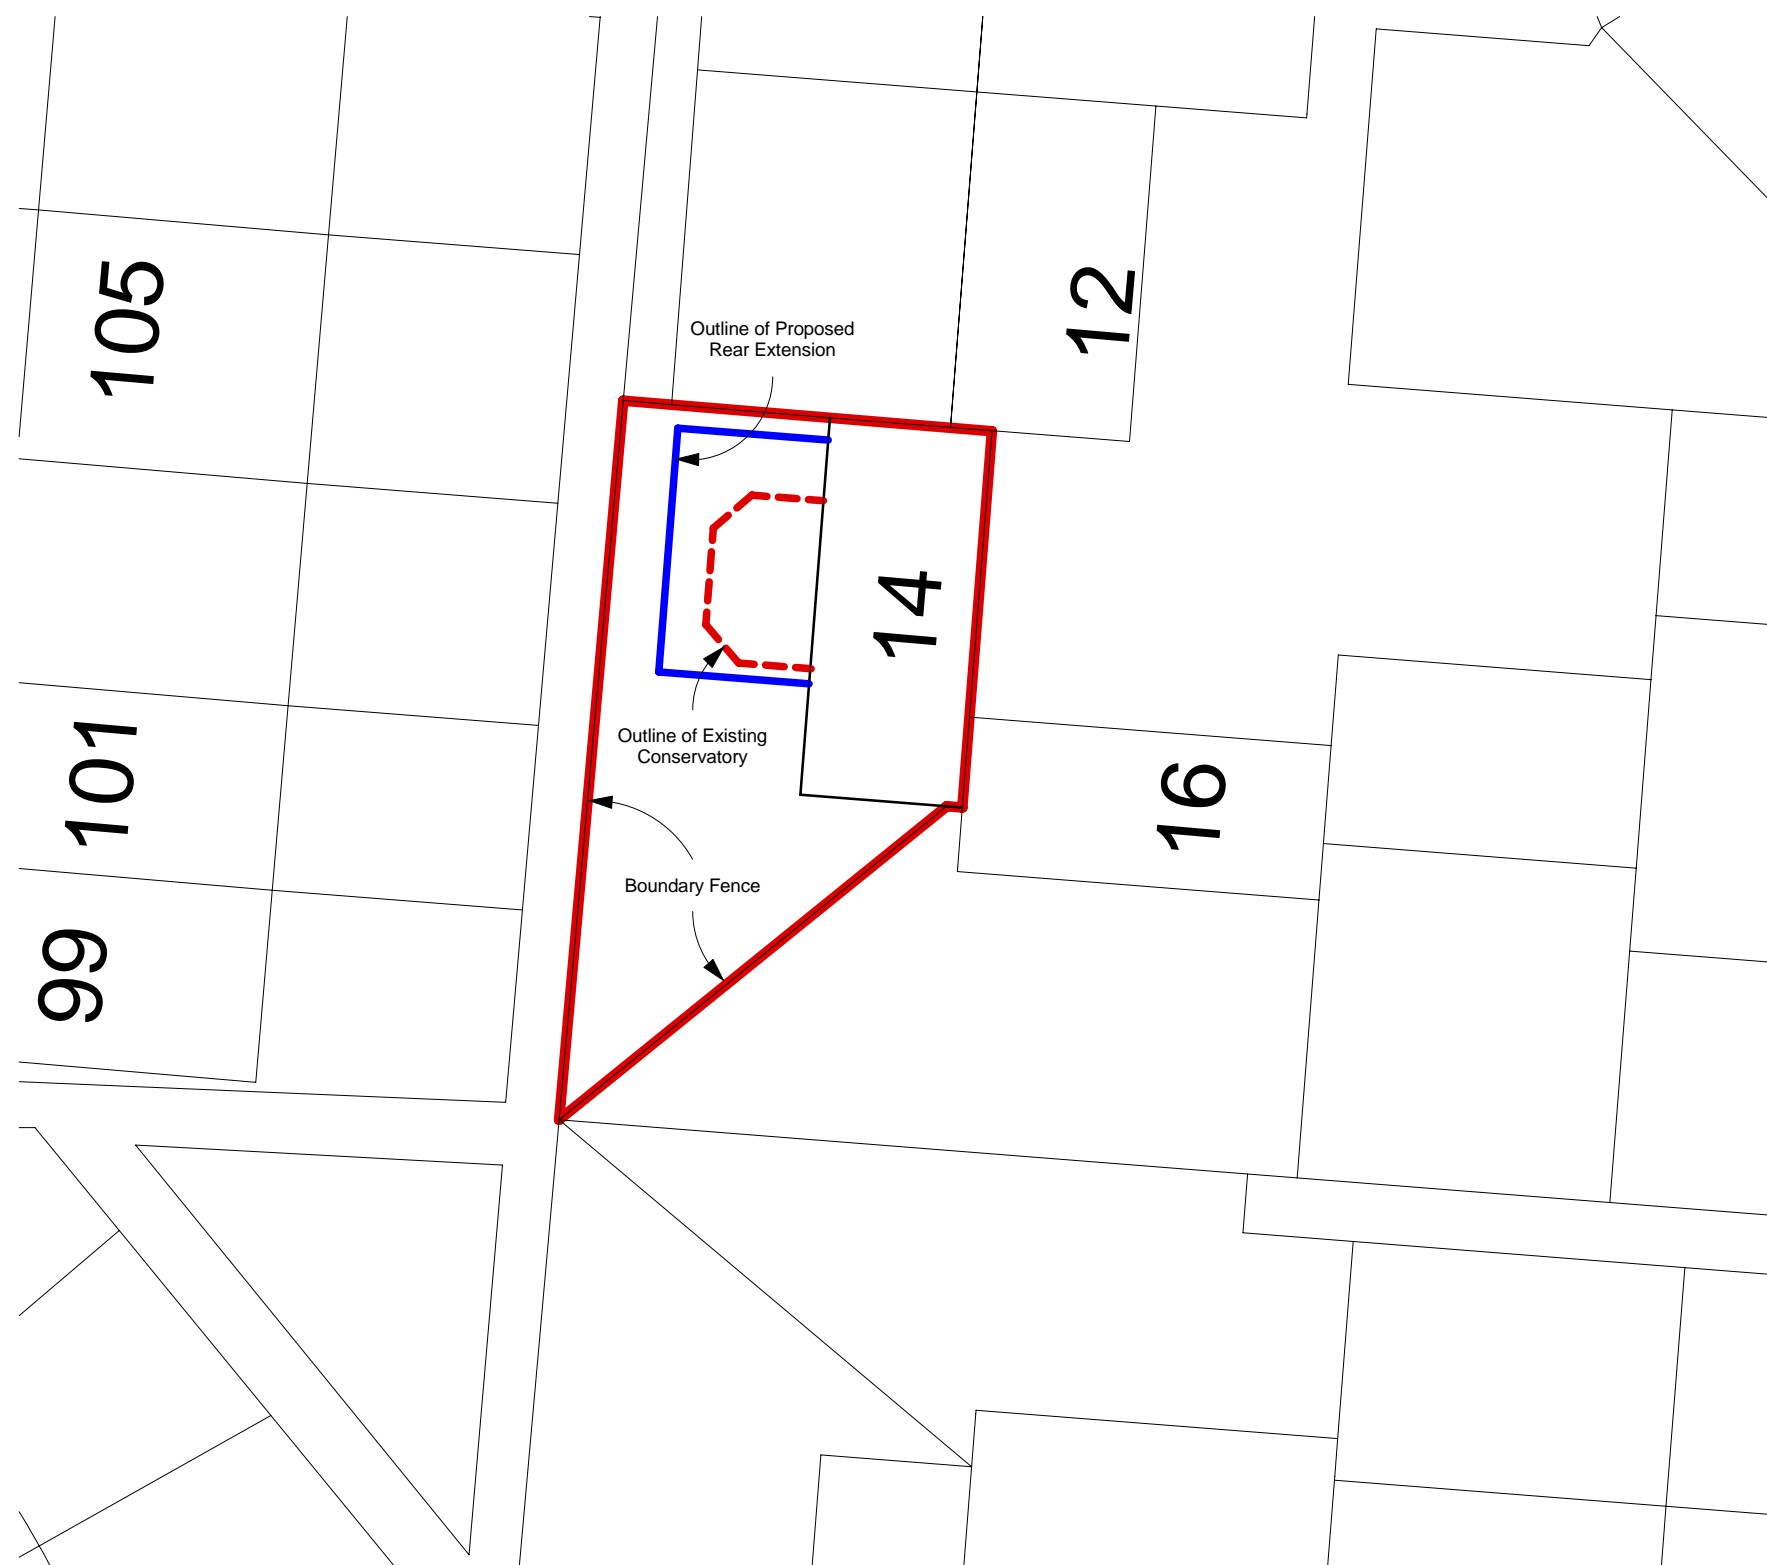 105
12
Outline of Proposed
Rear Extension
14
Outline of Existing
Conservatory
101
16
Boundary Fence
99